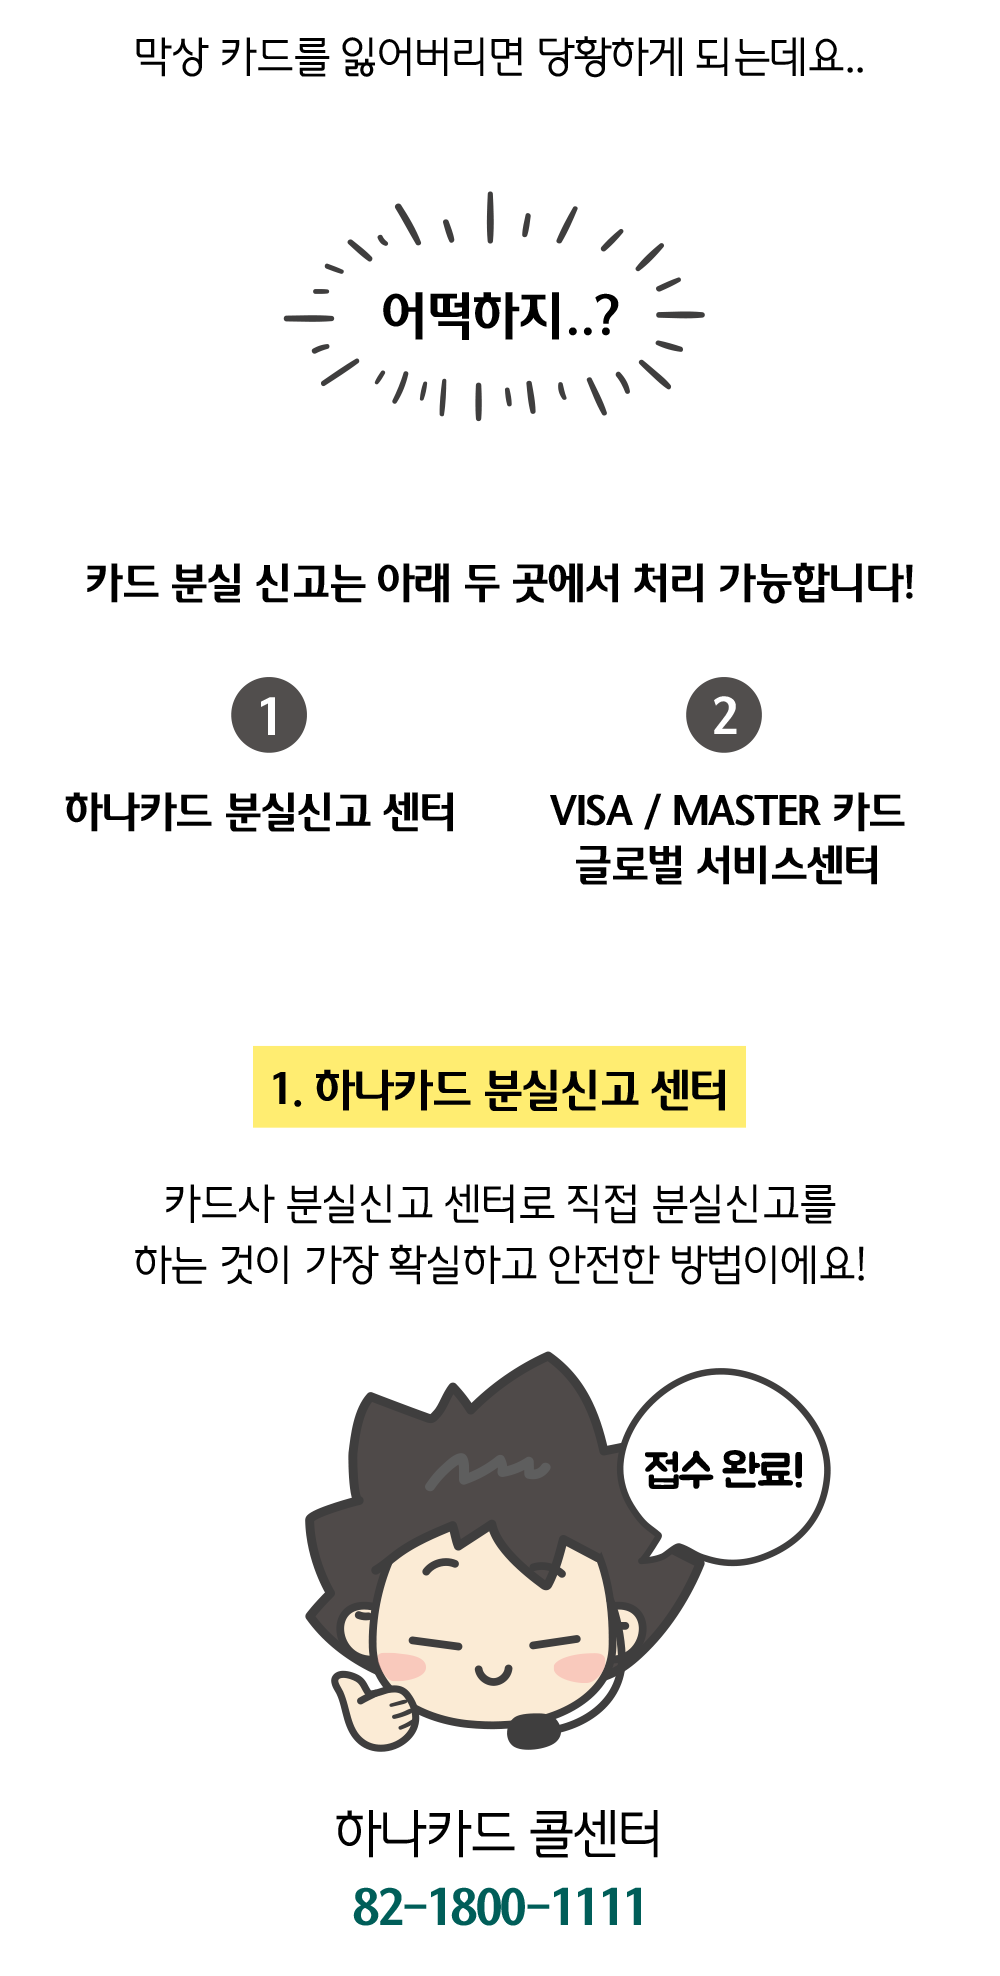 막상 카드를 잃어버리면 당황하게 되는데요..
어떡하지..?
카드 분실 신고는 아래 두 곳에서 처리 가능합니다!
1
하나카드 분실신고 센터
2
VISA / MASTER 카드
글로벌 서비스센터
1. 하나카드 분실신고 센터
카드사 분실신고 센터로 직접 분실신고를
하는 것이 가장 확실하고 안전한 방법이에요!
접수 완료!
하나카드 콜센터
82-1800-1111